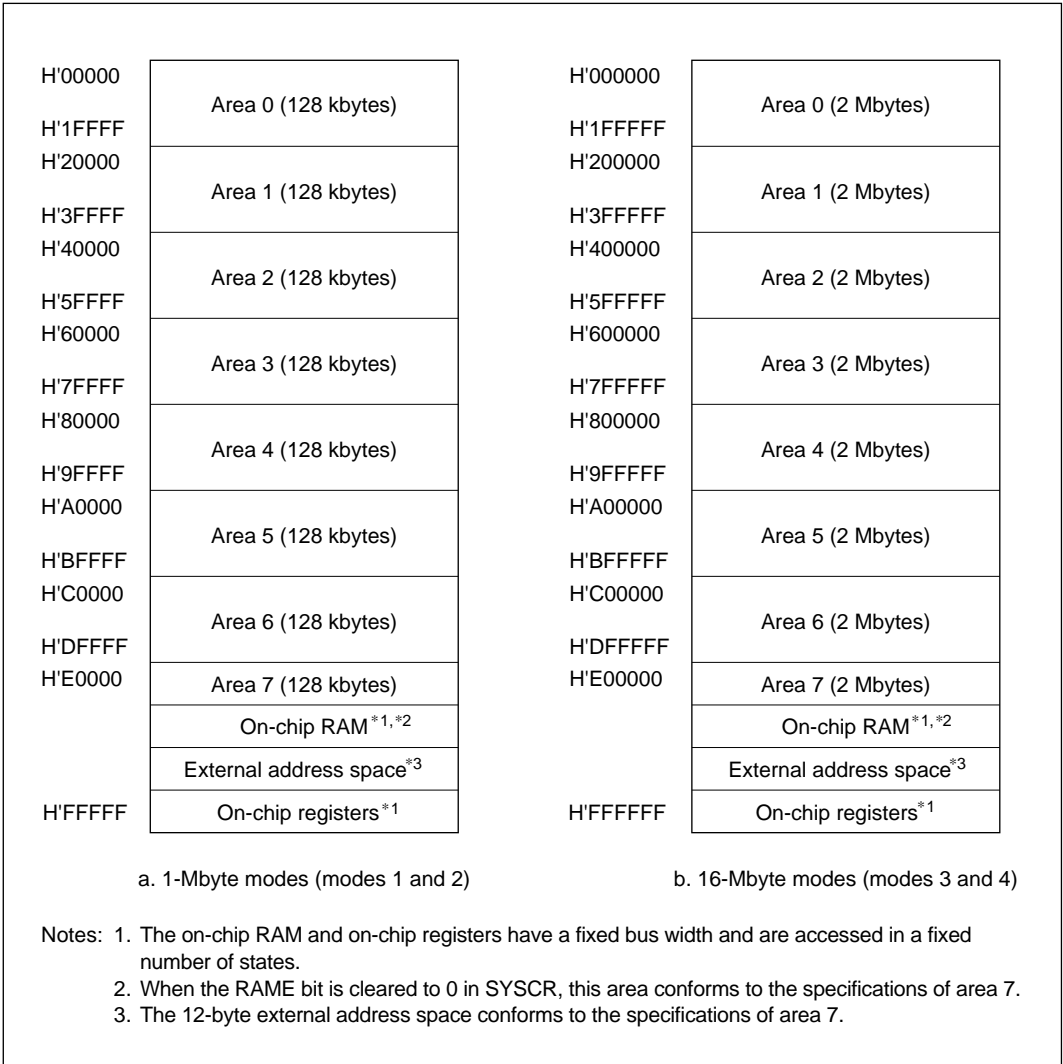 H'00000
Area 0 (128 kbytes)
H'1FFFF
H'20000
Area 1 (128 kbytes)
H'3FFFF
H'40000
Area 2 (128 kbytes)
H'5FFFF
H'60000
Area 3 (128 kbytes)
H'7FFFF
H'80000
Area 4 (128 kbytes)
H'9FFFF
H'A0000
Area 5 (128 kbytes)
H'BFFFF
H'C0000
Area 6 (128 kbytes)
H'DFFFF
H'E0000
Area 7 (128 kbytes)
On-chip RAM*1,*2
External address space*3
H'FFFFF
On-chip registers*1
a. 1-Mbyte modes (modes 1 and 2)
H'000000
Area 0 (2 Mbytes)
H'1FFFFF
H'200000
Area 1 (2 Mbytes)
H'3FFFFF
H'400000
Area 2 (2 Mbytes)
H'5FFFFF
H'600000
Area 3 (2 Mbytes)
H'7FFFFF
H'800000
Area 4 (2 Mbytes)
H'9FFFFF
H'A00000
Area 5 (2 Mbytes)
H'BFFFFF
H'C00000
Area 6 (2 Mbytes)
H'DFFFFF
H'E00000
Area 7 (2 Mbytes)
On-chip RAM*1,*2
External address space*3
H'FFFFFF
On-chip registers*1
b. 16-Mbyte modes (modes 3 and 4)
Notes: 1. The on-chip RAM and on-chip registers have a fixed bus width and are accessed in a fixed
number of states.
2. When the RAME bit is cleared to 0 in SYSCR, this area conforms to the specifications of area 7.
3. The 12-byte external address space conforms to the specifications of area 7.